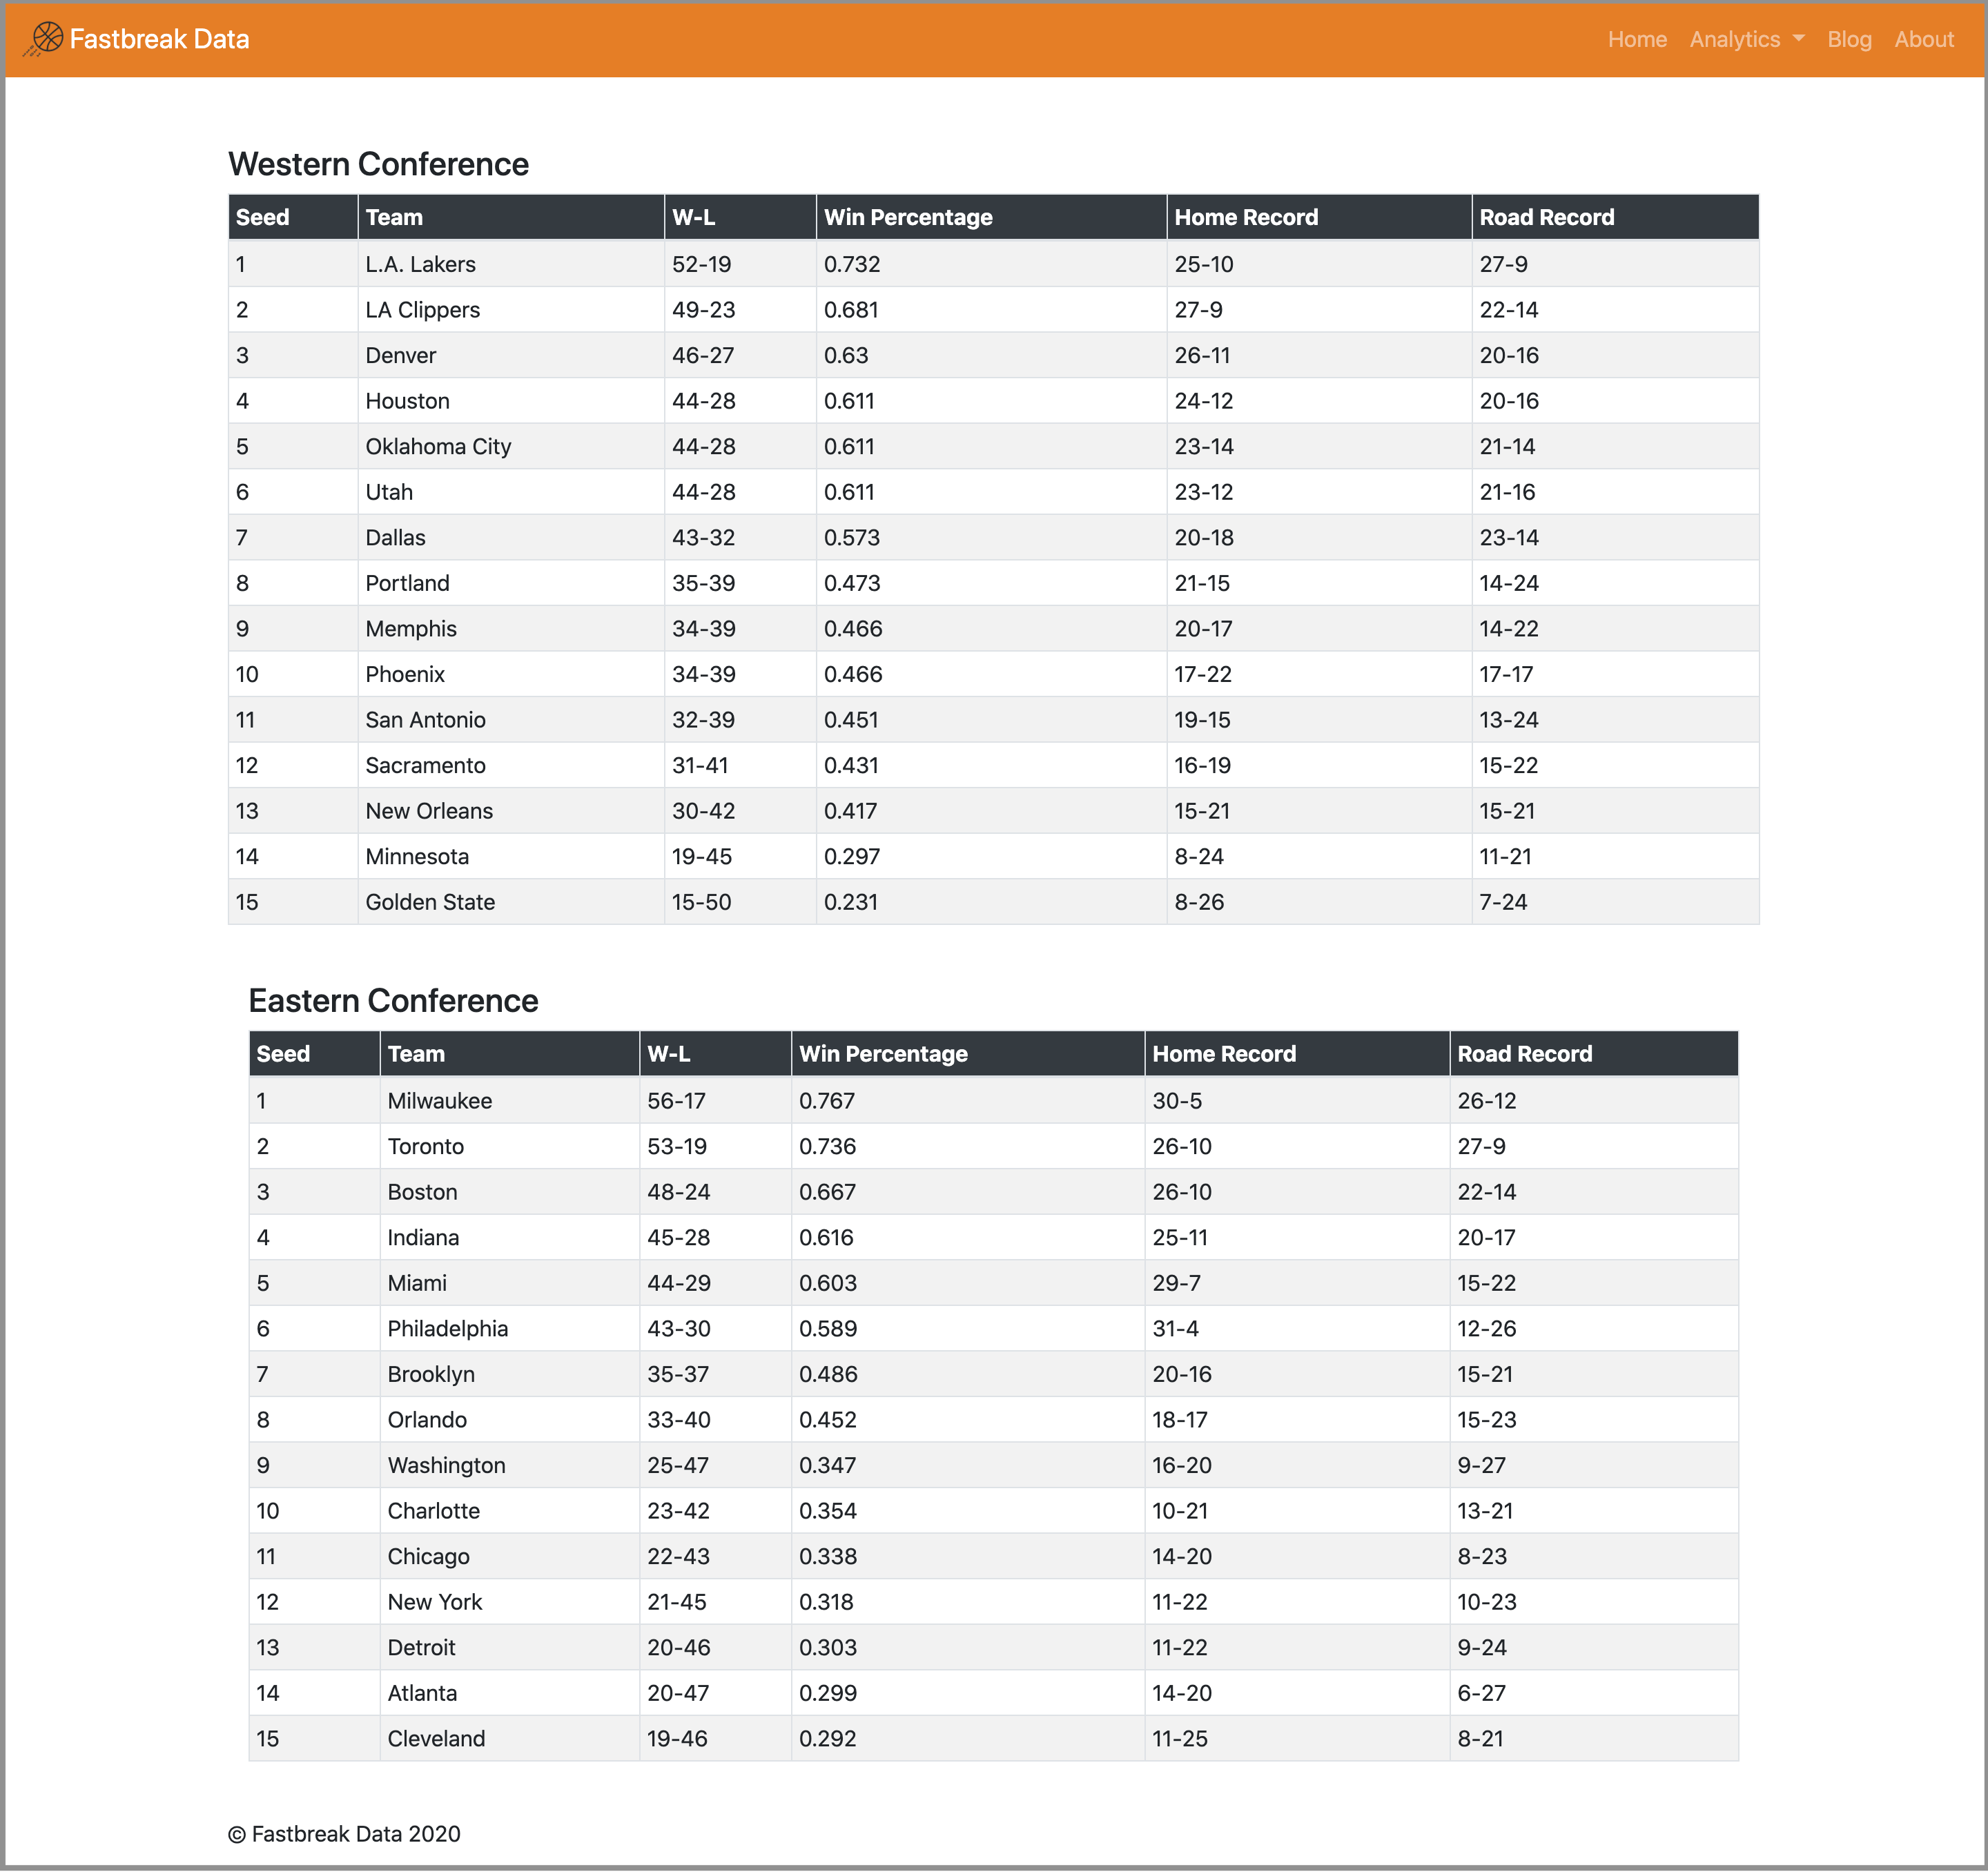 Fastbreak Data Home Analytics Blog About
Western Conference
Seed Team W-L Win Percentage Home Record Road Record
1 L.A. Lakers 52-19 0.732 25-10 27-9
2 LA Clippers 49-23 0.681 27-9 22-14
3 Denver 46-27 0.63 26-11 20-16
4 Houston 44-28 0.611 24-12 20-16
5 Oklahoma City 44-28 0.611 23-14 21-14
6 Utah 44-28 0.611 23-12 21-16
7 Dallas 43-32 0.573 20-18 23-14
8 Portland 35-39 0.473 21-15 14-24
9 Memphis 34-39 0.466 20-17 14-22
10 Phoenix 34-39 0.466 17-22 17-17
11 San Antonio 32-39 0.451 19-15 13-24
12 Sacramento 31-41 0.431 16-19 15-22
13 New Orleans 30-42 0.417 15-21 15-21
14 Minnesota 19-45 0.297 8-24 11-21
15 Golden State 15-50 0.231 8-26 7-24
Eastern Conference
Seed Team W-L Win Percentage Home Record Road Record
1 Milwaukee 56-17 0.767 30-5 26-12
2 Toronto 53-19 0.736 26-10 27-9
3 Boston 48-24 0.667 26-10 22-14
4 Indiana 45-28 0.616 25-11 20-17
5 Miami 44-29 0.603 29-7 15-22
6 Philadelphia 43-30 0.589 31-4 12-26
7 Brooklyn 35-37 0.486 20-16 15-21
8 Orlando 33-40 0.452 18-17 15-23
9 Washington 25-47 0.347 16-20 9-27
10 Charlotte 23-42 0.354 10-21 13-21
11 Chicago 22-43 0.338 14-20 8-23
12 New York 21-45 0.318 11-22 10-23
13 Detroit 20-46 0.303 11-22 9-24
14 Atlanta 20-47 0.299 14-20 6-27
15 Cleveland 19-46 0.292 11-25 8-21
© Fastbreak Data 2020